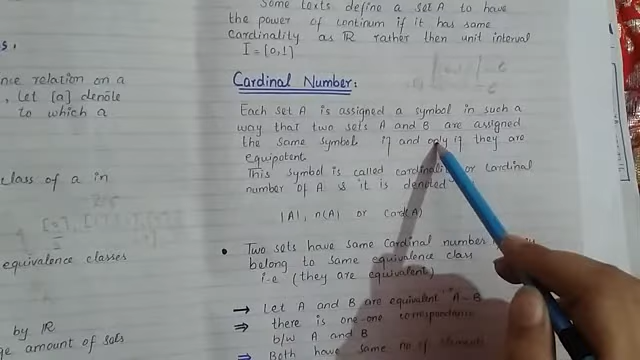 Some texts define a set A to have
the power of continum if it has same
cardinality as R rather then unit interval
I = [0,1]
Cardinal Number:
Each set A is assigned a symbol in such a
way that two sets A and B are assigned
the same symbol if and only if they are
equipotent.
This symbol is called cardinality or cardinal
number of A & it is denoted
|A|, n(A) or Card(A)
Two sets have same cardinal number
belong to same equivalence class
i-e (they are equivalent)
→ Let A and B are equivalent A~B
⇒ there is one-one correspondance
b/w A and B
⇒ Both have same no. of elements
nce relation on a
, Let [a] denote
to which a
class of a in
equivalence classes
by R
ge amount of sets